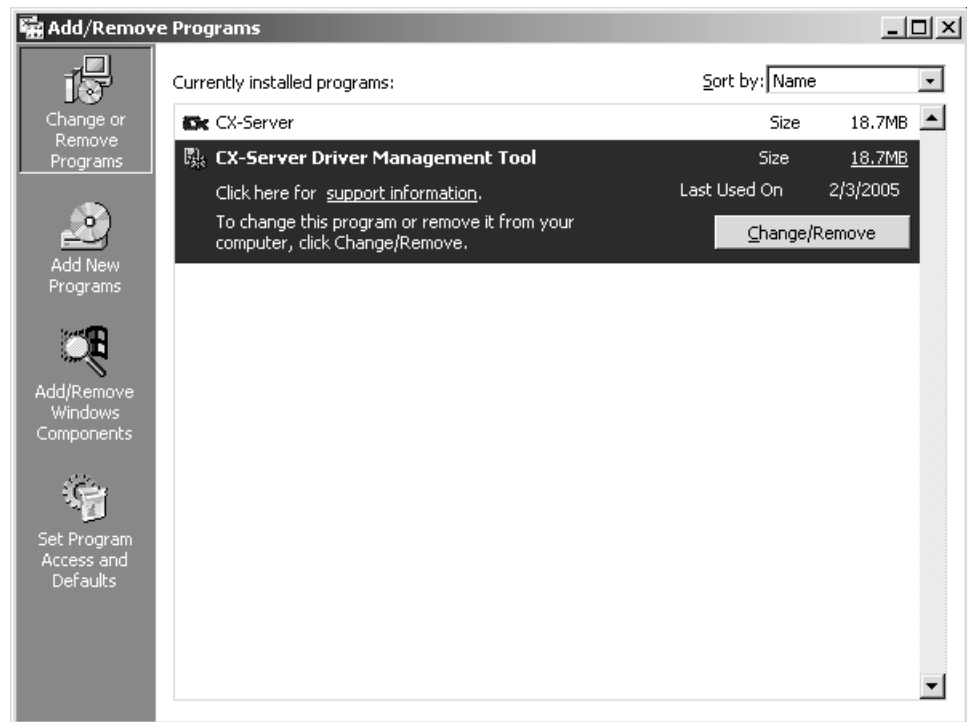 Add/Remove Programs
Change or
Remove
Programs
Add New
Programs
Add/Remove
Windows
Components
Set Program
Access and
Defaults
Currently installed programs:
Sort by: Name
CX-Server Size 18.7MB
CX-Server Driver Management Tool Size 18.7MB
Click here for support information. Last Used On 2/3/2005
To change this program or remove it from your
computer, click Change/Remove.
Change/Remove